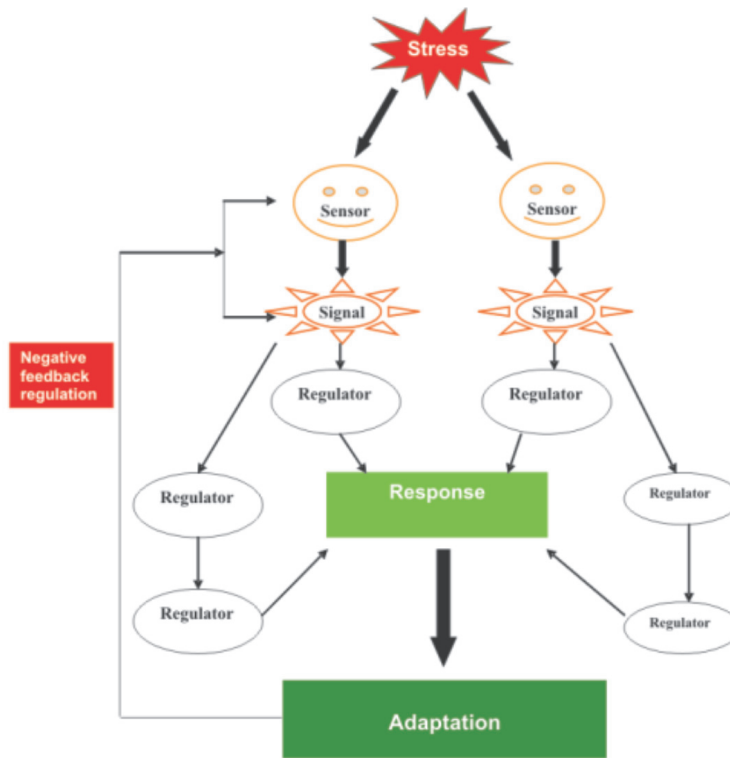 Stress
Sensor
Sensor
Signal
Signal
Negative
feedback
regulation
Regulator
Regulator
Response
Regulator
Regulator
Regulator
Regulator
Adaptation